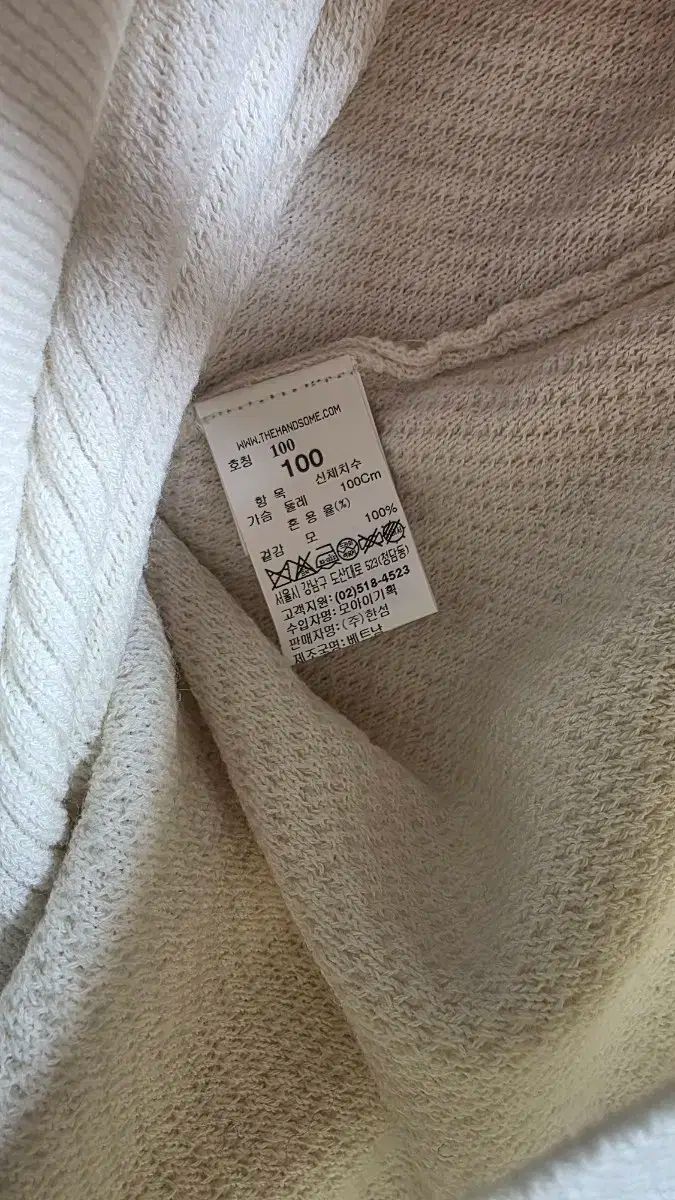 WWW.THEHANDSOME.COM
호칭 100
100
항 목 신체치수
가슴 둘레 100Cm
혼 용 율(%)
겉감 모 100%
서울시 강남구 도산대로 523(청담동)
고객지원: (02)518-4523
수입자명: 모아이기획
판매자명: (주)한섬
제조국명: 베트남